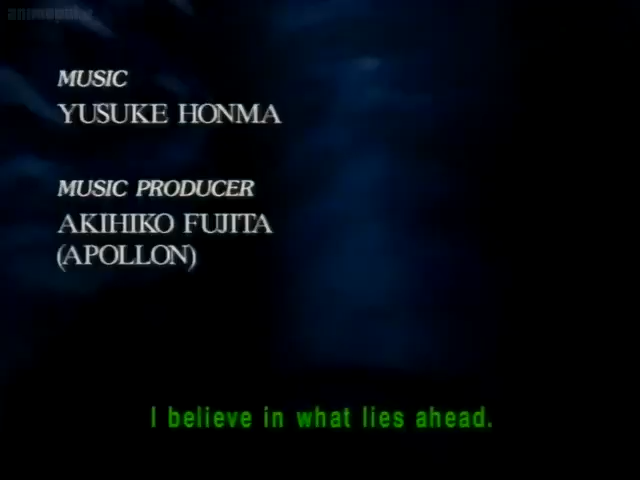 MUSIC
YUSUKE HONMA
MUSIC PRODUCER
AKIHIKO FUJITA
(APOLLON)
I believe in what lies ahead.